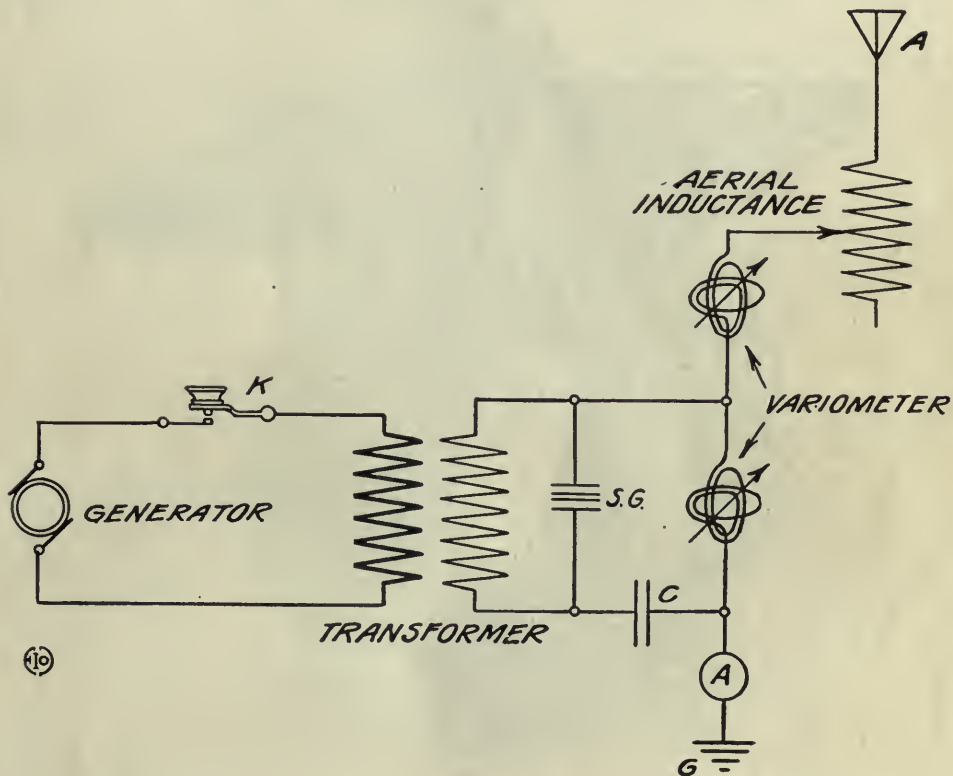 A
AERIAL
INDUCTANCE
K
VARIOMETER
GENERATOR
S.G.
C
TRANSFORMER
A
G